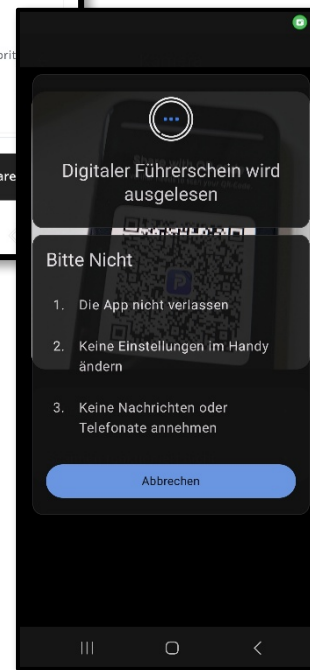 Digitaler Führerschein wird
ausgelesen
Bitte Nicht
1. Die App nicht verlassen
2. Keine Einstellungen im Handy
ändern
3. Keine Nachrichten oder
Telefonate annehmen
Abbrechen